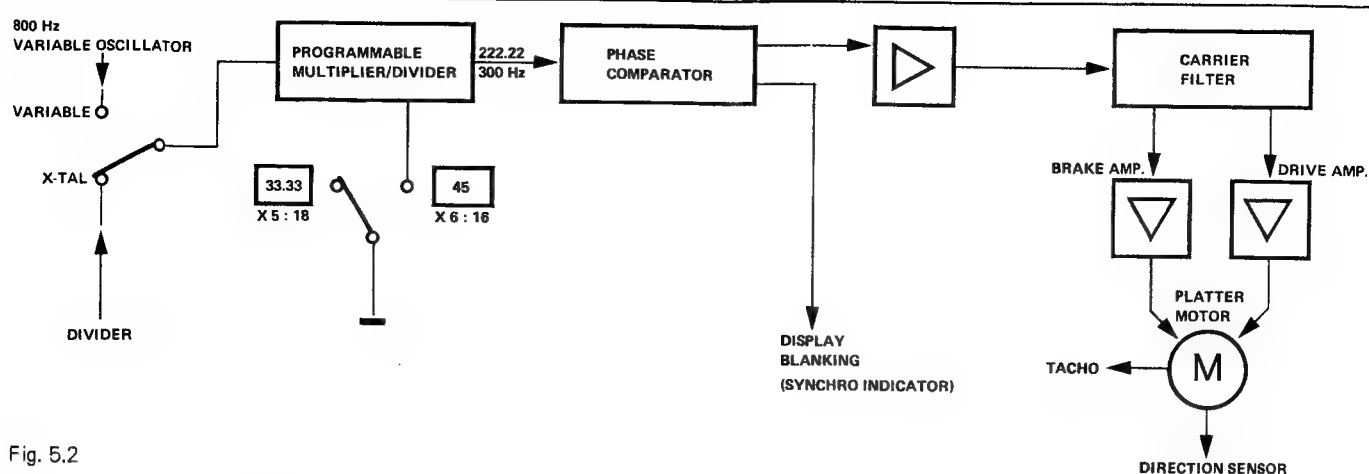 800 Hz
VARIABLE OSCILLATOR
VARIABLE
X-TAL
DIVIDER
PROGRAMMABLE
MULTIPLIER/DIVIDER
33.33
X 5 : 18
45
X 6 : 16
222.22
300 Hz
PHASE
COMPARATOR
DISPLAY
BLANKING
(SYNCHRO INDICATOR)
CARRIER
FILTER
BRAKE AMP.
DRIVE AMP.
PLATTER
MOTOR
TACHO
M
DIRECTION SENSOR
Fig. 5.2